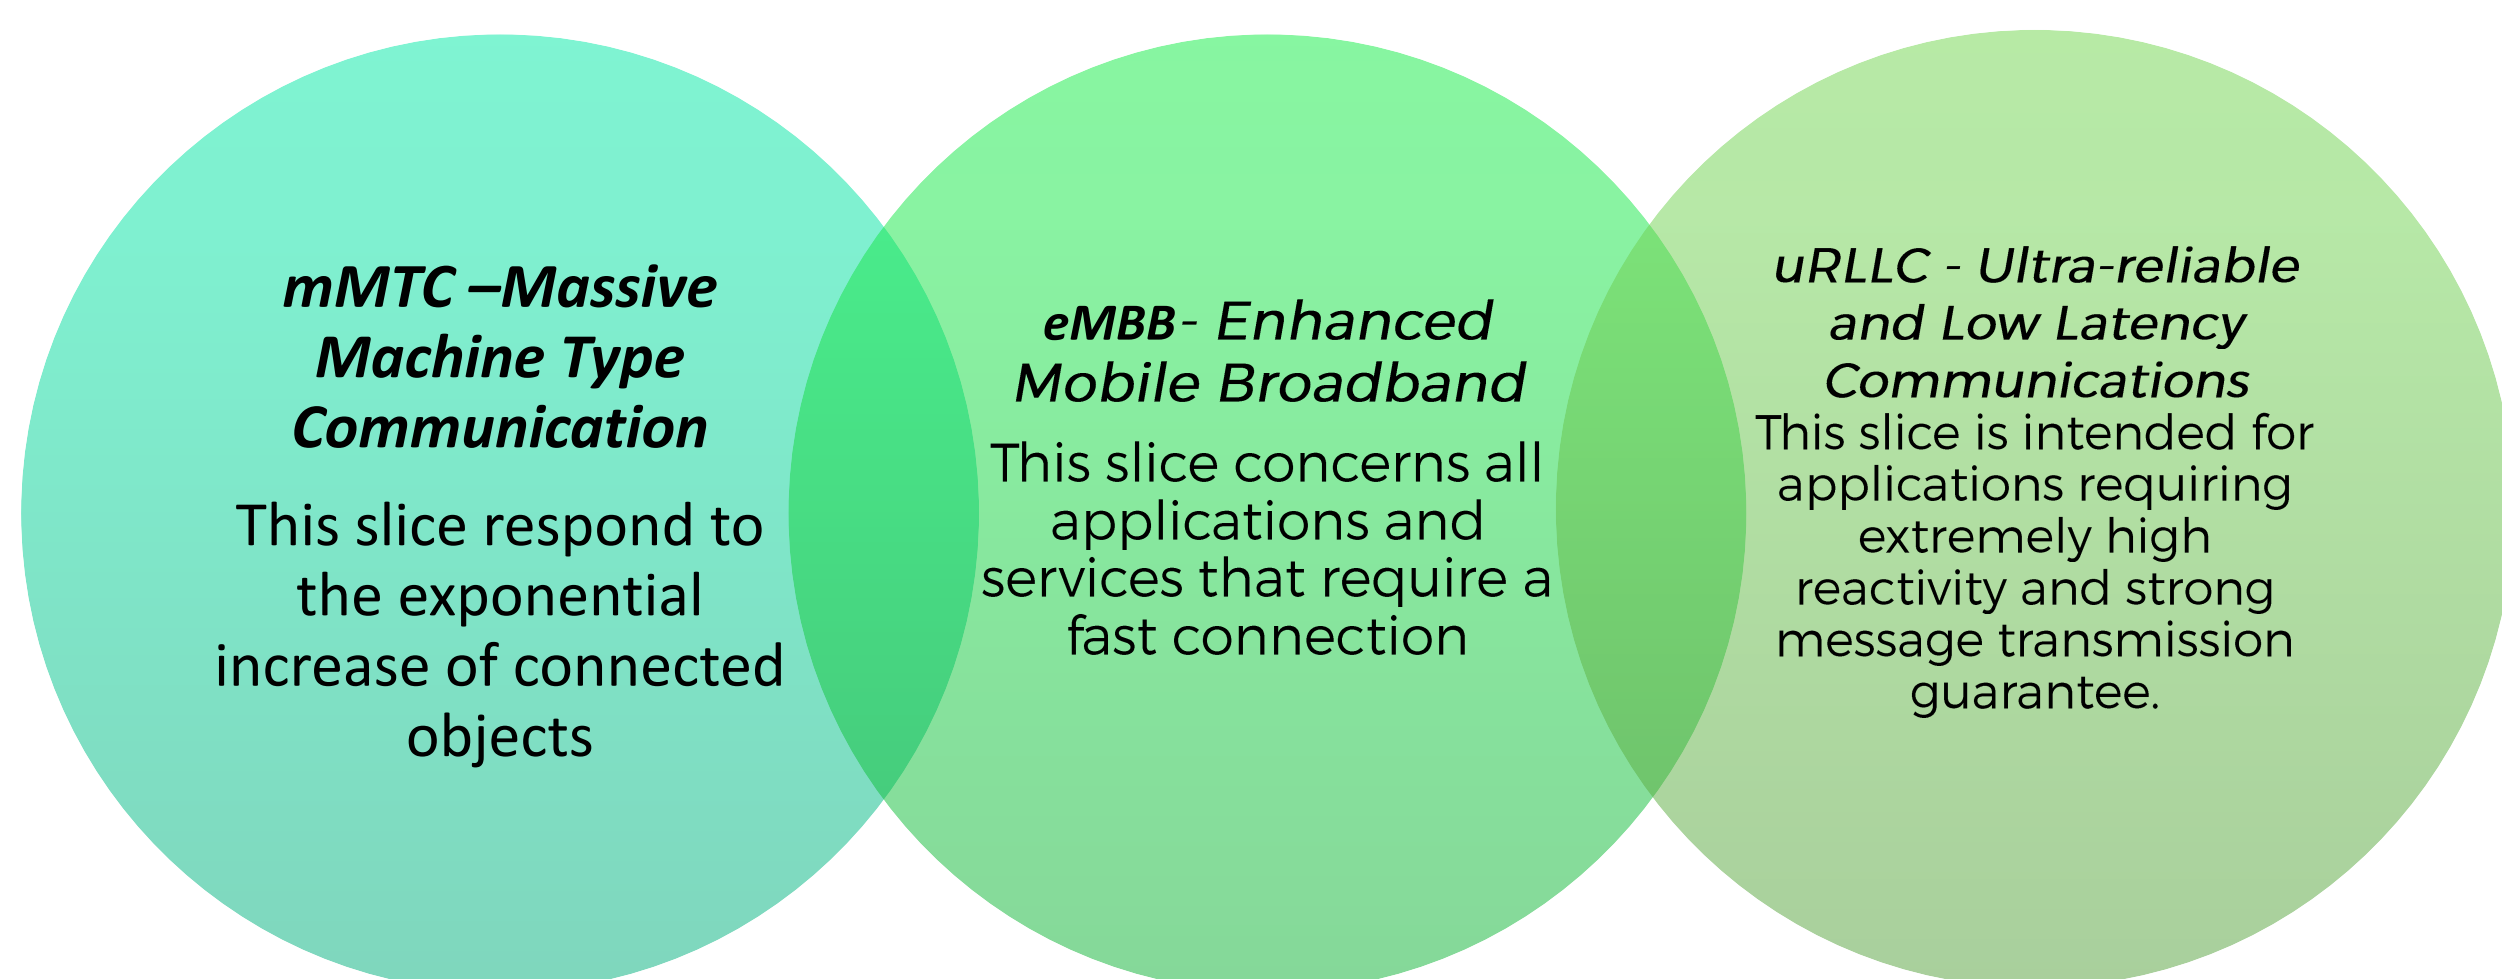 mMTC –Massive
Machine Type
Communication
This slice respond to
the exponential
increase of connected
objects
eMBB- Enhanced
Mobile Broadband
This slice concerns all
applications and
services that require a
fast connection
uRLLC - Ultra-reliable
and Low Latency
Communications
This slice is intended for
applications requiring
extremely high
reactivity and strong
message transmission
guarantee.